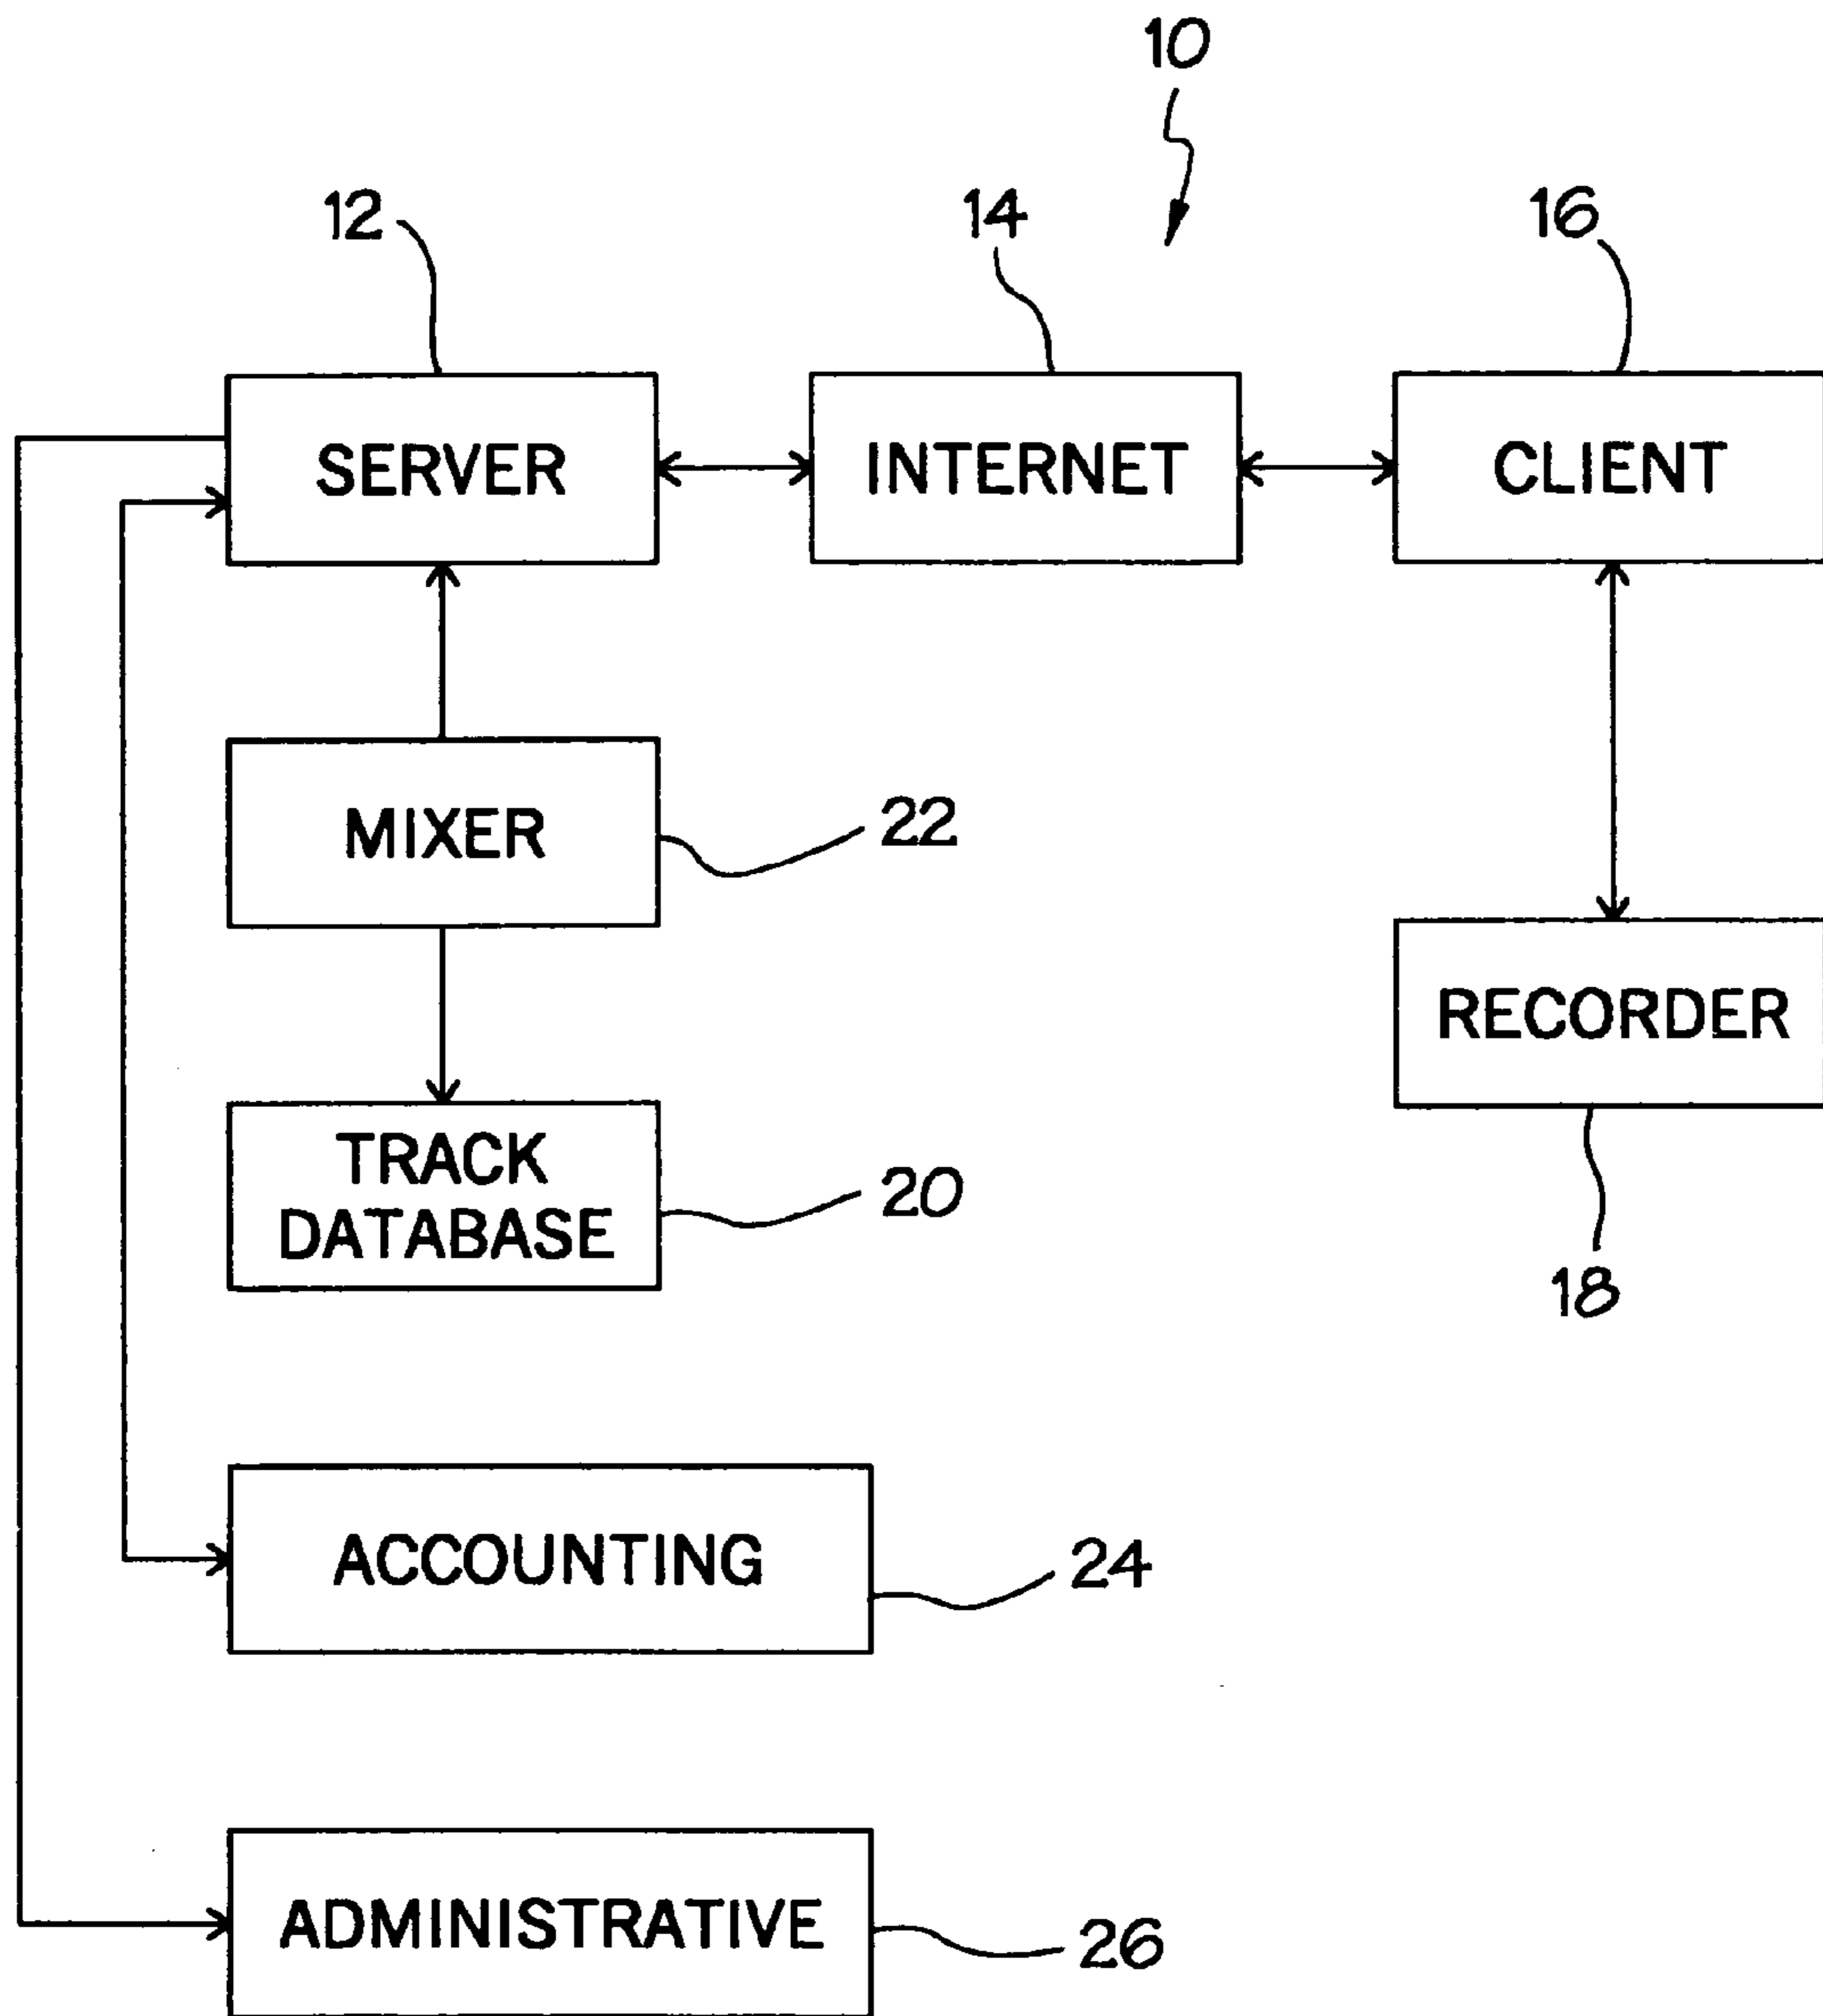 10
12
14
16
SERVER
INTERNET
CLIENT
MIXER
22
RECORDER
TRACK
DATABASE
20
18
ACCOUNTING
24
ADMINISTRATIVE
26